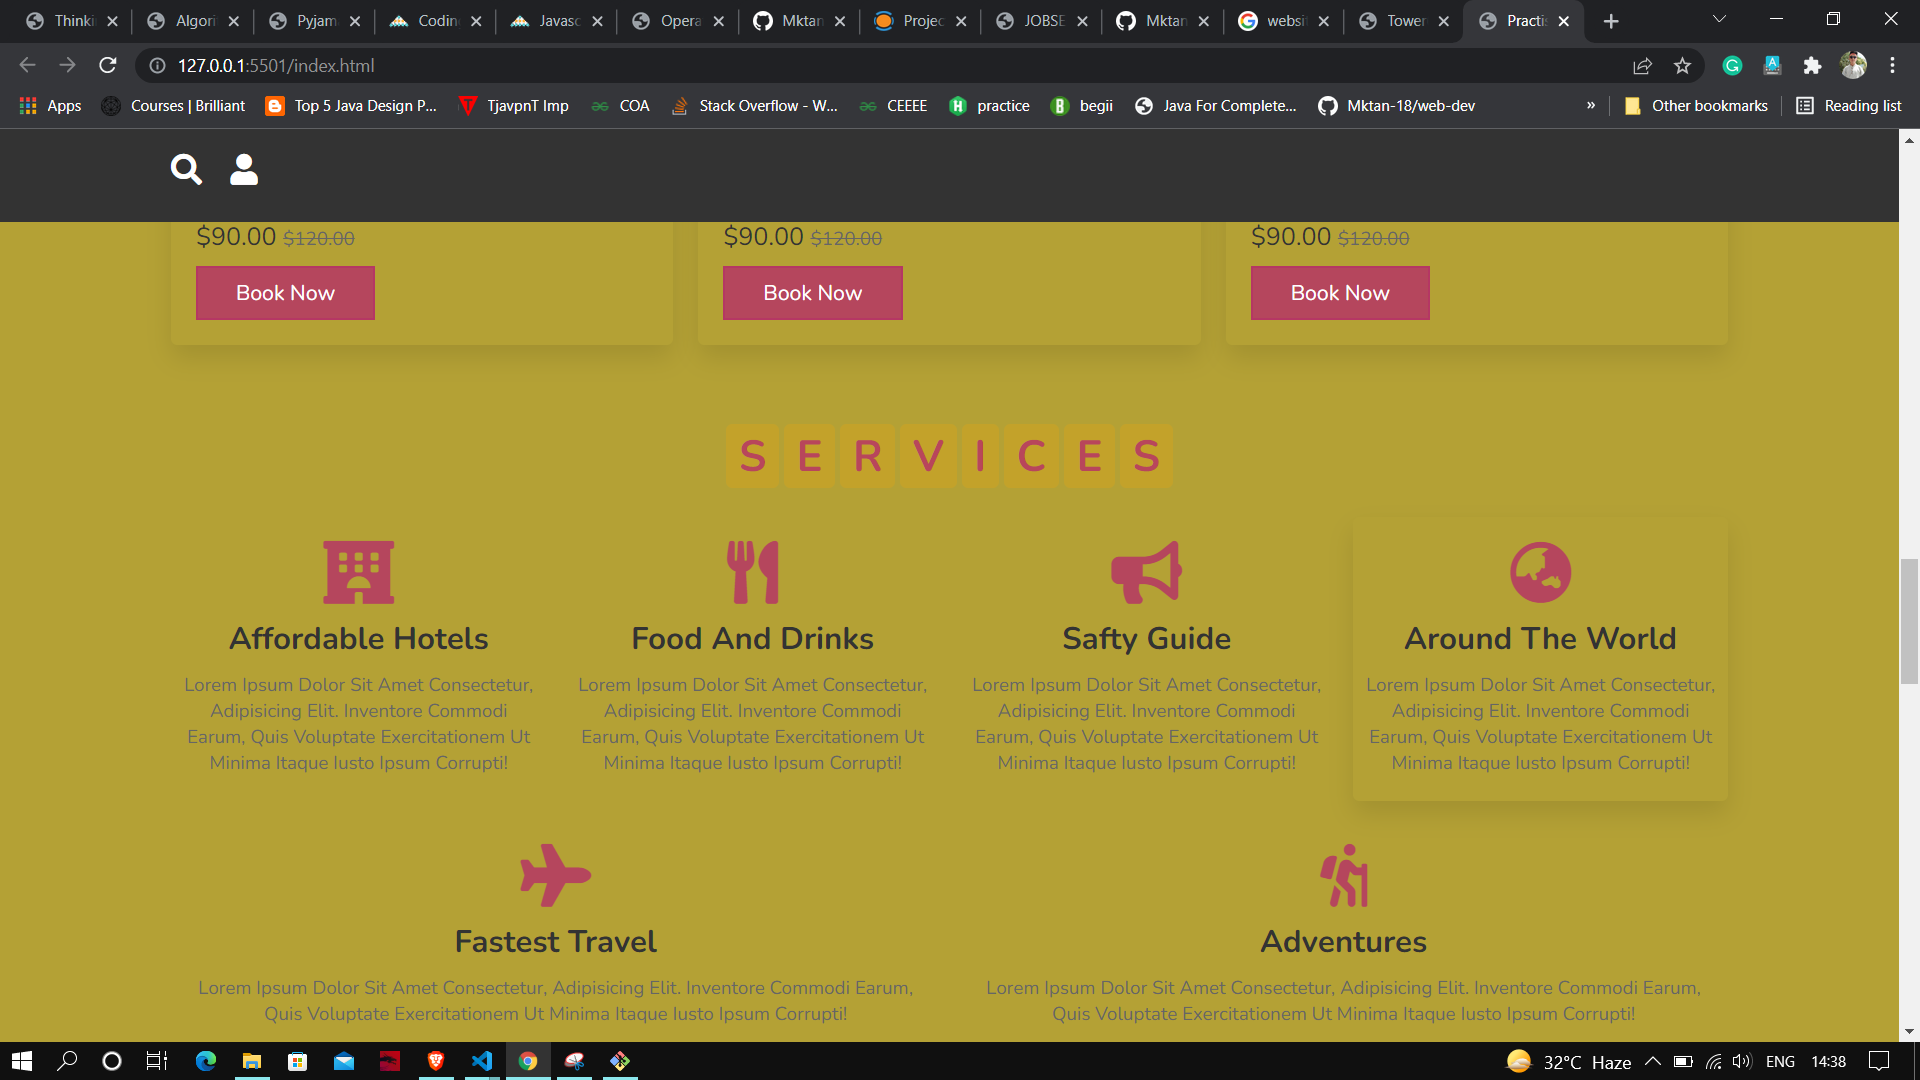 Thinki
Algori
Pyjam
Codin
Javasc
Opera
Mktan
Projec
JOBSE
Mktan
websi
Tower
Practis
127.0.0.1:5501/index.html
Apps
Courses | Brilliant
Top 5 Java Design P...
TjavpnT Imp
COA
Stack Overflow - W...
CEEEE
practice
begii
Java For Complete...
Mktan-18/web-dev
»
Other bookmarks
Reading list
$90.00 $120.00
$90.00 $120.00
$90.00 $120.00
Book Now
Book Now
Book Now
SERVICES
Affordable Hotels
Lorem Ipsum Dolor Sit Amet Consectetur,
Adipisicing Elit. Inventore Commodi
Earum, Quis Voluptate Exercitationem Ut
Minima Itaque Iusto Ipsum Corrupti!
Food And Drinks
Lorem Ipsum Dolor Sit Amet Consectetur,
Adipisicing Elit. Inventore Commodi
Earum, Quis Voluptate Exercitationem Ut
Minima Itaque Iusto Ipsum Corrupti!
Safty Guide
Lorem Ipsum Dolor Sit Amet Consectetur,
Adipisicing Elit. Inventore Commodi
Earum, Quis Voluptate Exercitationem Ut
Minima Itaque Iusto Ipsum Corrupti!
Around The World
Lorem Ipsum Dolor Sit Amet Consectetur,
Adipisicing Elit. Inventore Commodi
Earum, Quis Voluptate Exercitationem Ut
Minima Itaque Iusto Ipsum Corrupti!
Fastest Travel
Lorem Ipsum Dolor Sit Amet Consectetur, Adipisicing Elit. Inventore Commodi Earum,
Quis Voluptate Exercitationem Ut Minima Itaque Iusto Ipsum Corrupti!
Adventures
Lorem Ipsum Dolor Sit Amet Consectetur, Adipisicing Elit. Inventore Commodi Earum,
Quis Voluptate Exercitationem Ut Minima Itaque Iusto Ipsum Corrupti!
32°C Haze
ENG
14:38